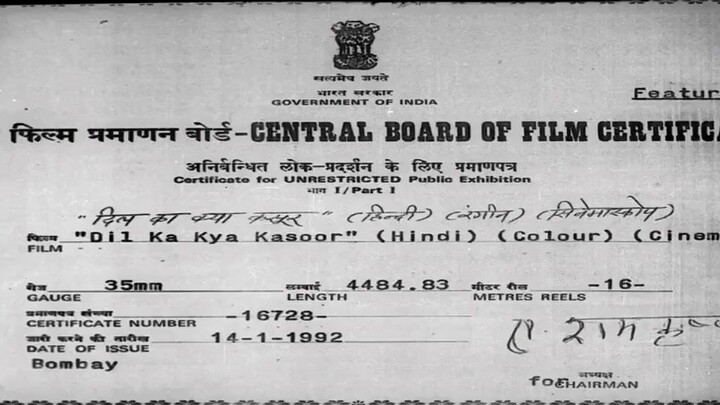 सत्यमेव जयते
भारत सरकार
GOVERNMENT OF INDIA
Featur
फिल्म प्रमाणन बोर्ड-CENTRAL BOARD OF FILM CERTIFICA
अनिर्बन्धित लोक-प्रदर्शन के लिए प्रमाणपत्र
Certificate for UNRESTRICTED Public Exhibition
भाग I/Part I
"दिल का क्या कसूर" (हिन्दी) (रंगीन) (सिनेमास्कोप)
फिल्म "Dil Ka Kya Kasoor" (Hindi) (Colour) (Cinem
FILM
गेज 35mm लम्बाई 4484.83 मीटर रील -16-
GAUGE LENGTH METRES REELS
प्रमाणपत्र संख्या -16728-
CERTIFICATE NUMBER
जारी करने की तारीख 14-1-1992
DATE OF ISSUE
Bombay
for अध्यक्ष
CHAIRMAN